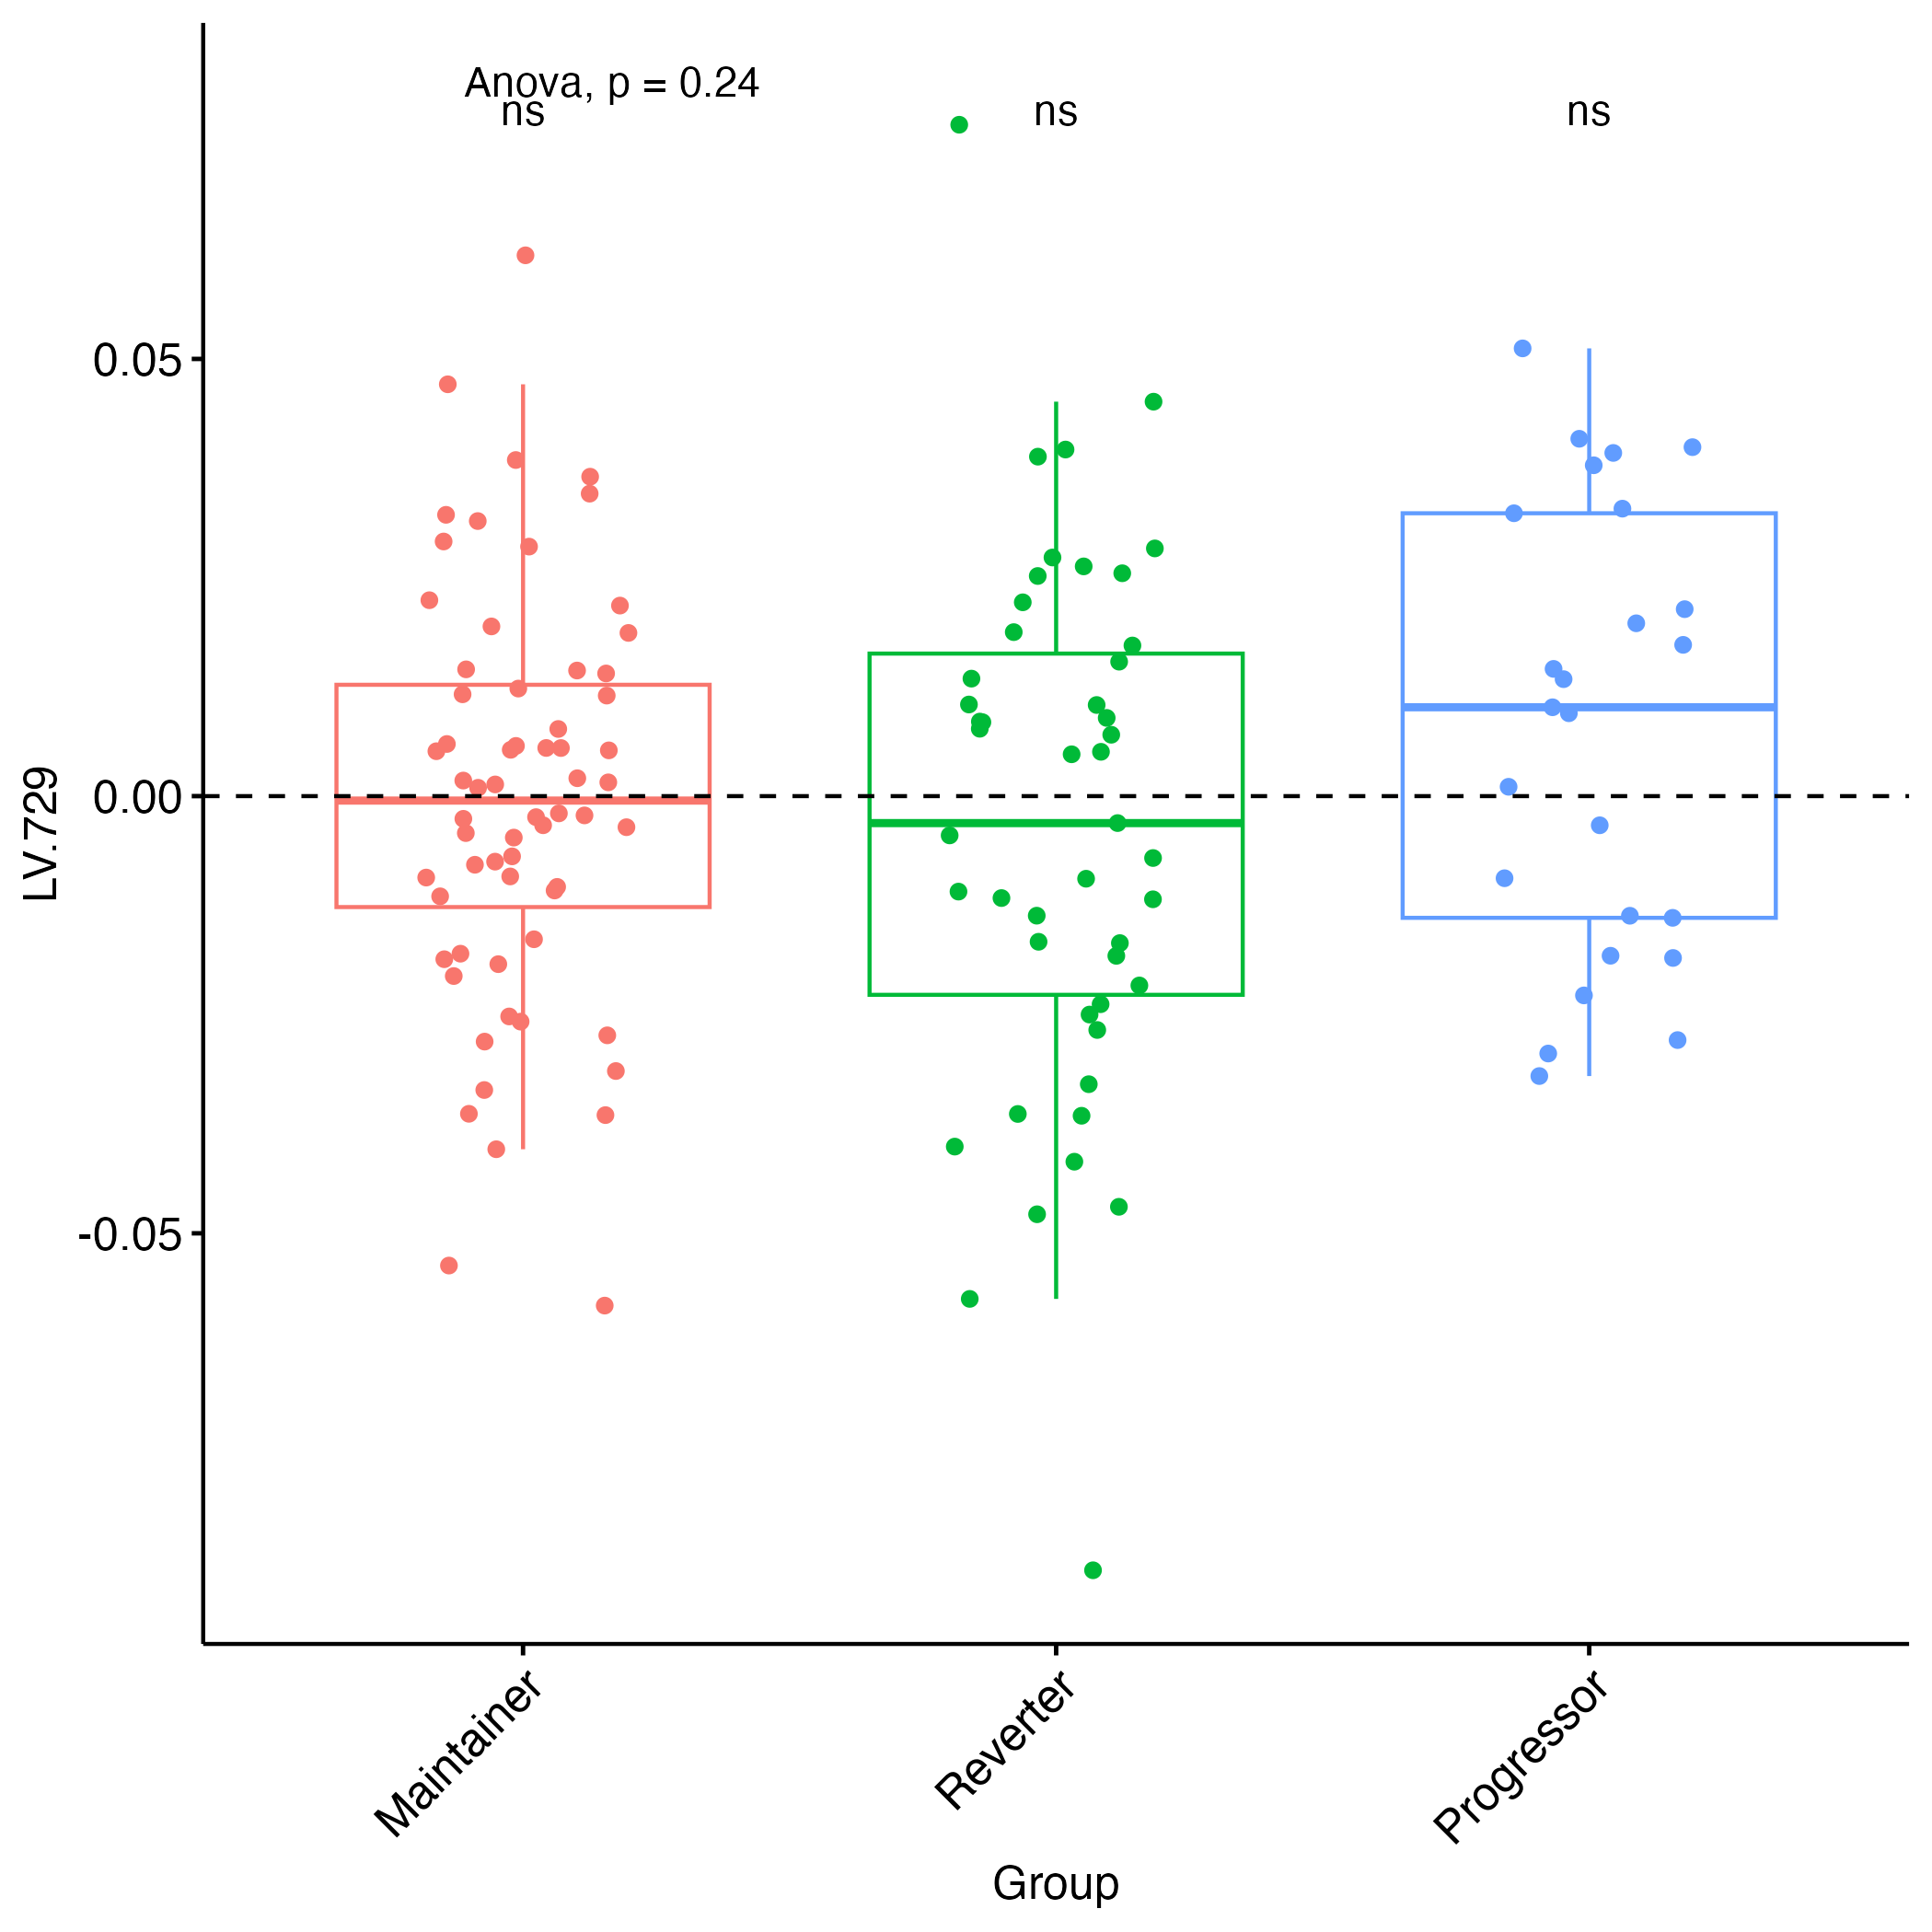 Anova, p = 0.24
ns
ns
ns
0.05
0.00
-0.05
LV.729
Maintainer
Reverter
Progressor
Group